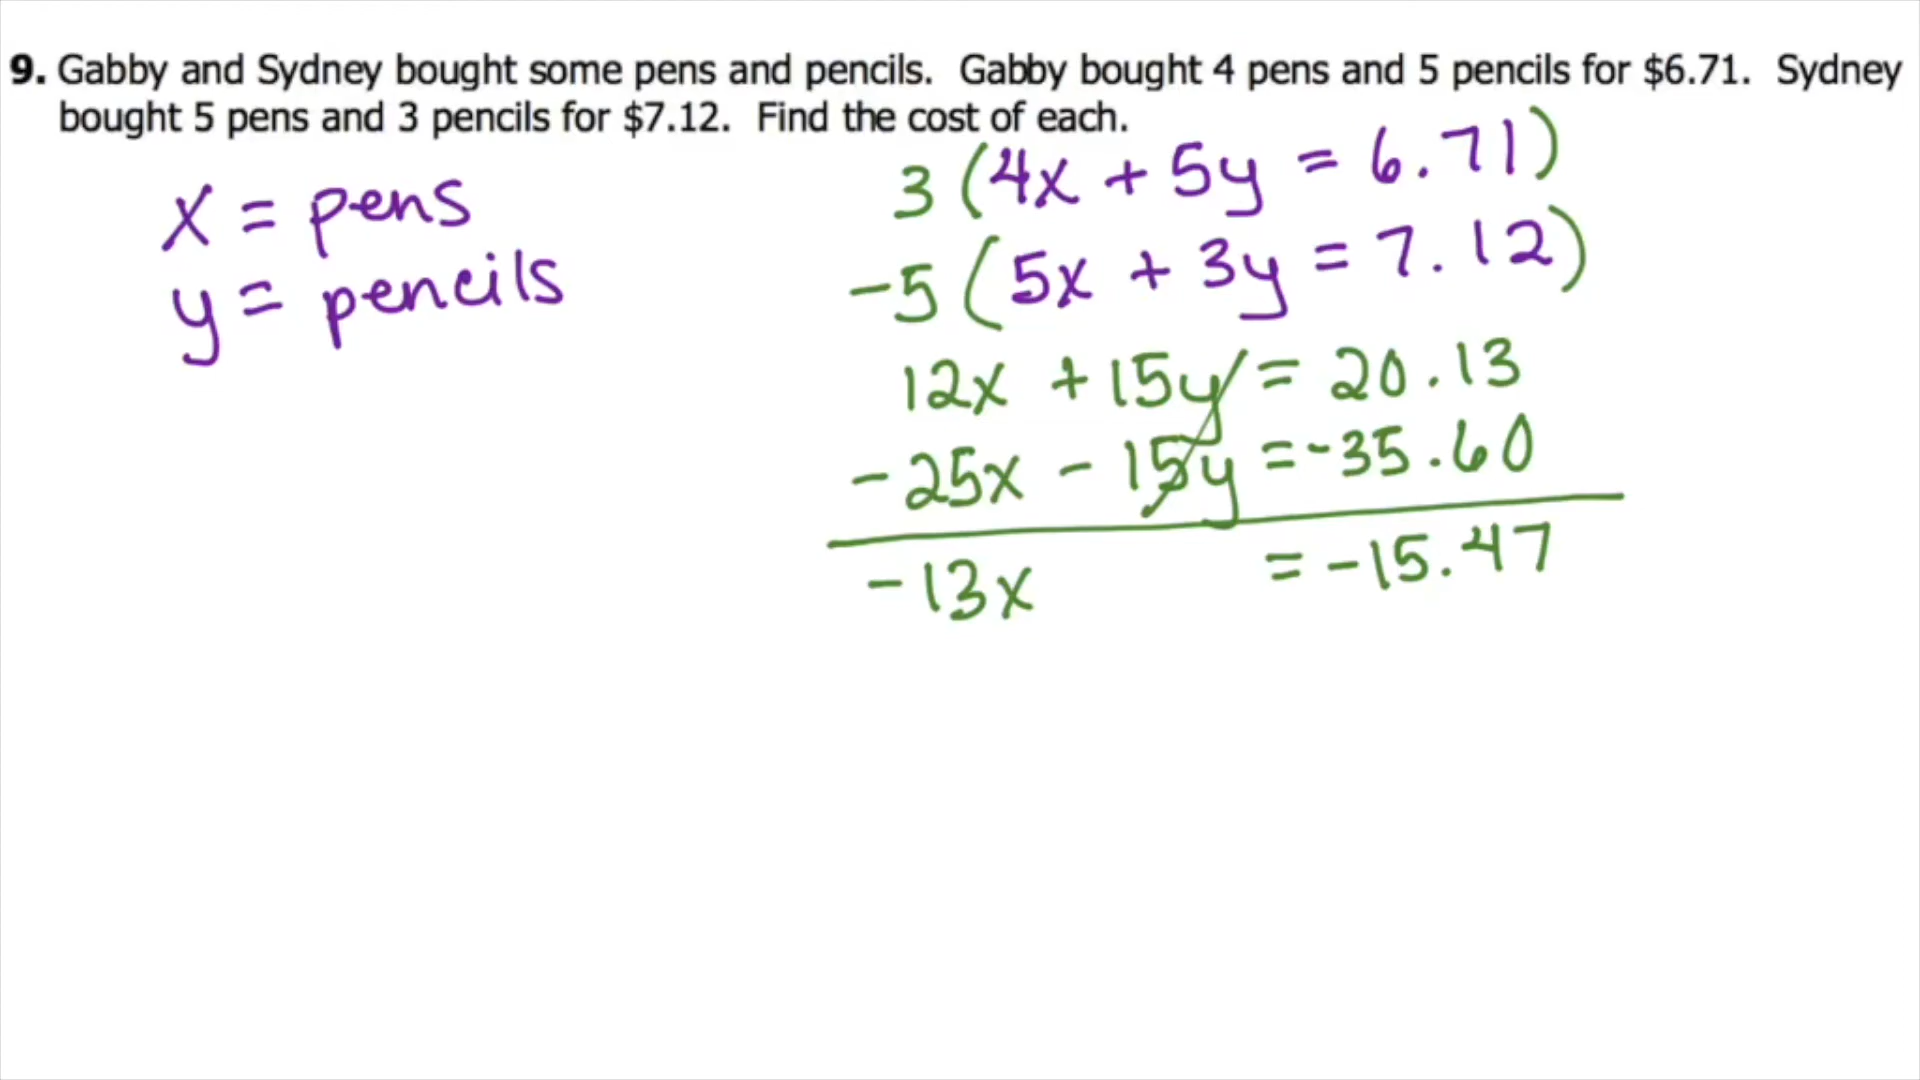 9. Gabby and Sydney bought some pens and pencils. Gabby bought 4 pens and 5 pencils for $6.71. Sydney
bought 5 pens and 3 pencils for $7.12. Find the cost of each.
x = pens
y = pencils
3 (4x + 5y = 6.71)
-5 (5x + 3y = 7.12)
12x + 15y = 20.13
-25x - 15y = -35.60
-13x = -15.47